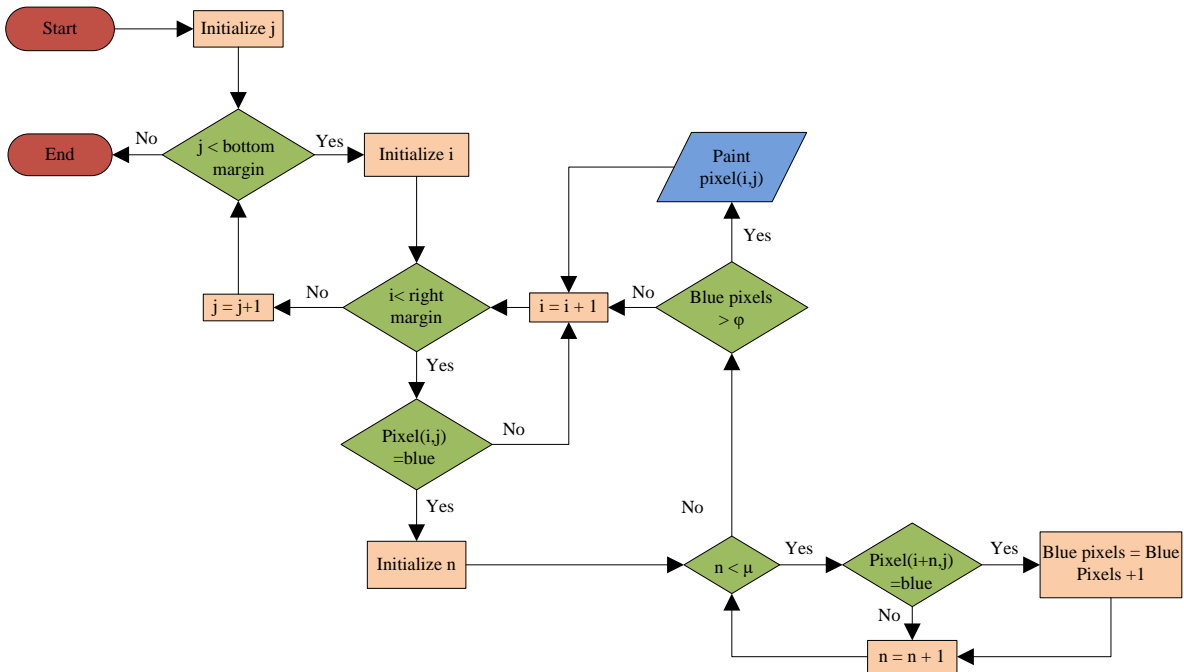 Start
Initialize j
End
No
j < bottom
margin
Yes
Initialize i
Paint
pixel(i,j)
Yes
j = j+1
No
i< right
margin
i = i + 1
No
Blue pixels
> φ
Yes
Pixel(i,j)
=blue
No
Yes
No
Initialize n
n < μ
Yes
Pixel(i+n,j)
=blue
Yes
Blue pixels = Blue
Pixels +1
No
n = n + 1